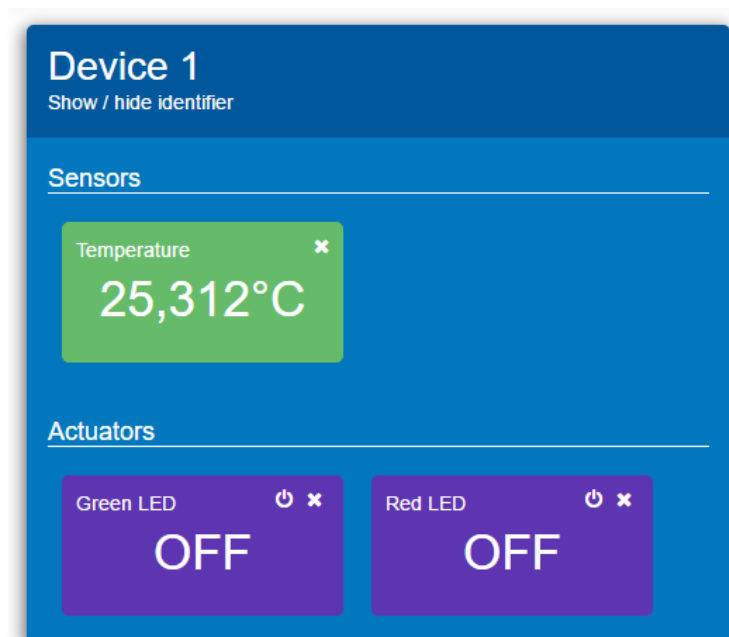 Device 1
Show / hide identifier
Sensors
Temperature
25,312°C
Actuators
Green LED
OFF
Red LED
OFF